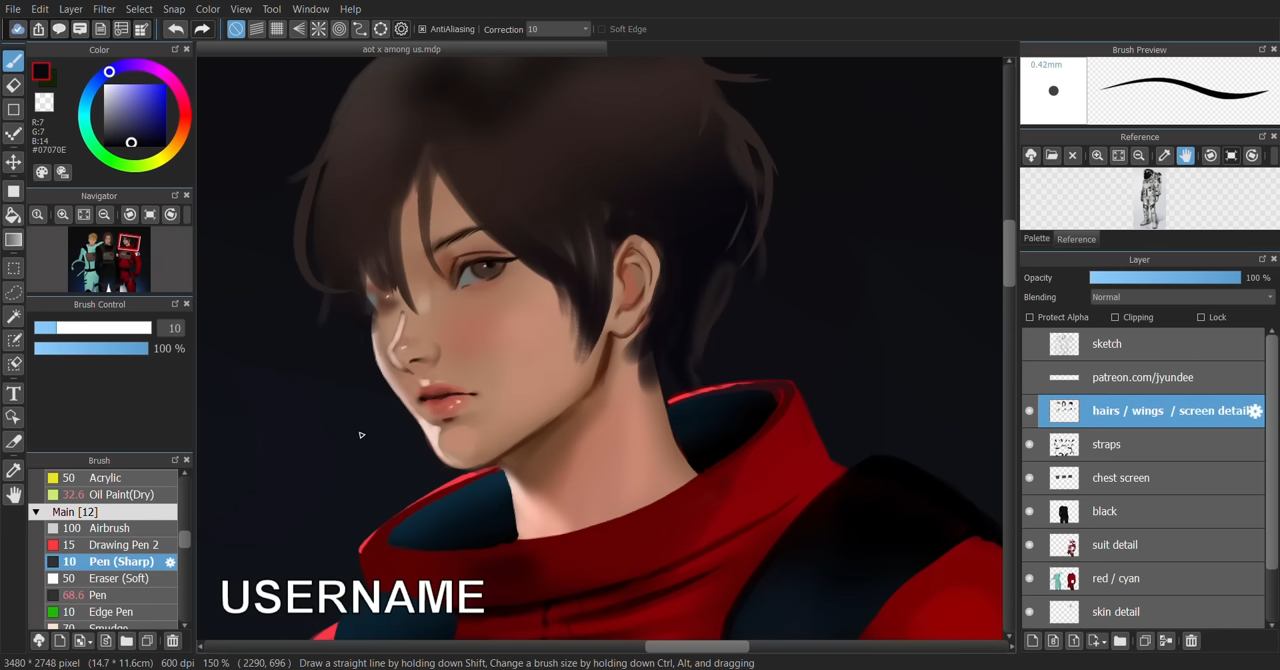 File Edit Layer Filter Select Snap Color View Tool Window Help
AntiAliasing Correction 10 Soft Edge
Color
aot x among us.mdp
R:7
G:7
B:14
#07070E
Navigator
Brush Control
10
100 %
Brush
50 Acrylic
32.6 Oil Paint(Dry)
Main [12]
100 Airbrush
15 Drawing Pen 2
10 Pen (Sharp)
50 Eraser (Soft)
68.6 Pen
10 Edge Pen
70 Smudge
USERNAME
Brush Preview
0.42mm
Reference
Palette Reference
Layer
Opacity 100 %
Blending Normal
Protect Alpha Clipping Lock
sketch
patreon.com/jyundee
hairs / wings / screen detail
straps
chest screen
black
suit detail
red / cyan
skin detail
3480 * 2748 pixel (14.7 * 11.6cm) 600 dpi 150 % ( 2290, 696 ) Draw a straight line by holding down Shift, Change a brush size by holding down Ctrl, Alt, and dragging